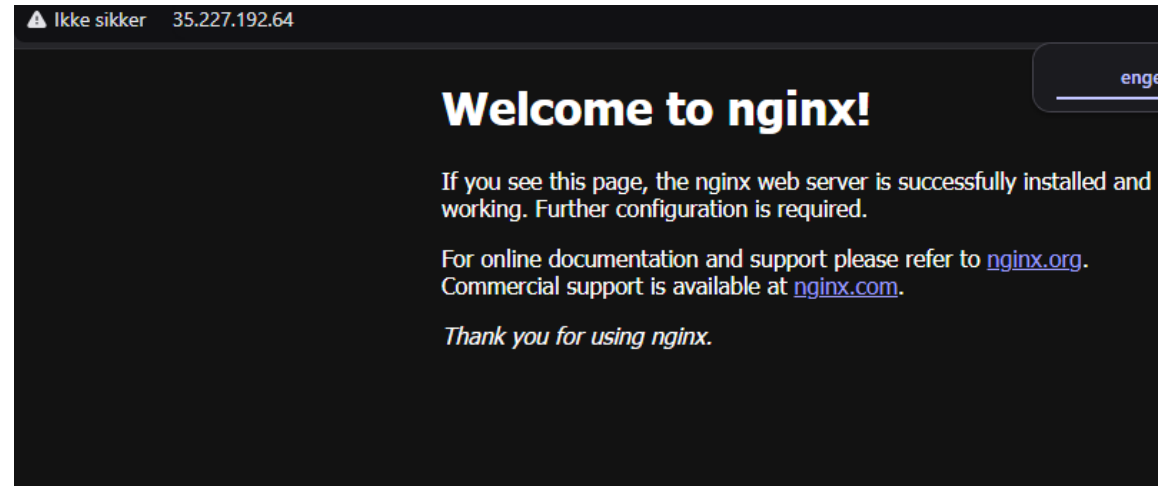 Ikke sikker 35.227.192.64
Welcome to nginx!
If you see this page, the nginx web server is successfully installed and
working. Further configuration is required.
For online documentation and support please refer to nginx.org.
Commercial support is available at nginx.com.
Thank you for using nginx.